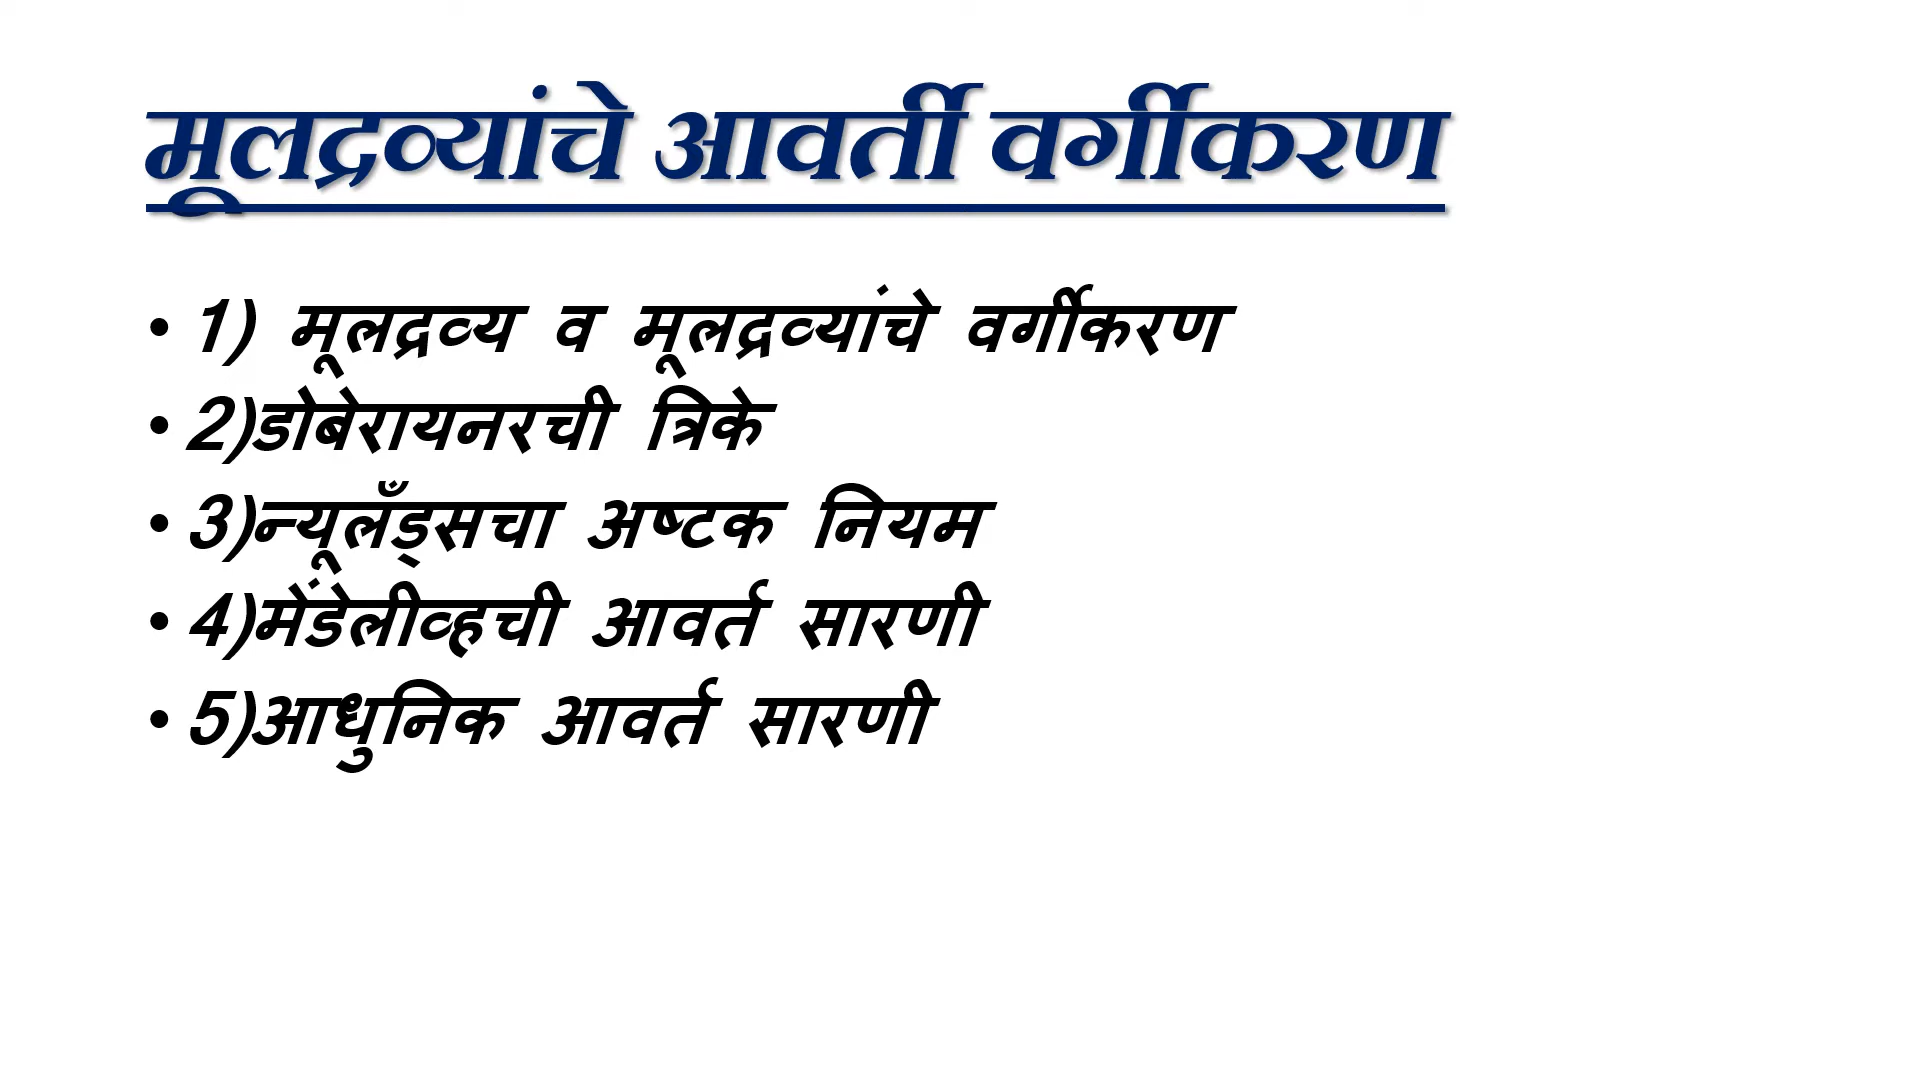 मूलद्रव्यांचे आवर्ती वर्गीकरण
• 1) मूलद्रव्य व मूलद्रव्यांचे वर्गीकरण
• 2)डोबेरायनरची त्रिके
• 3)न्यूलँड्सचा अष्टक नियम
• 4)मेंडेलीव्हची आवर्त सारणी
• 5)आधुनिक आवर्त सारणी